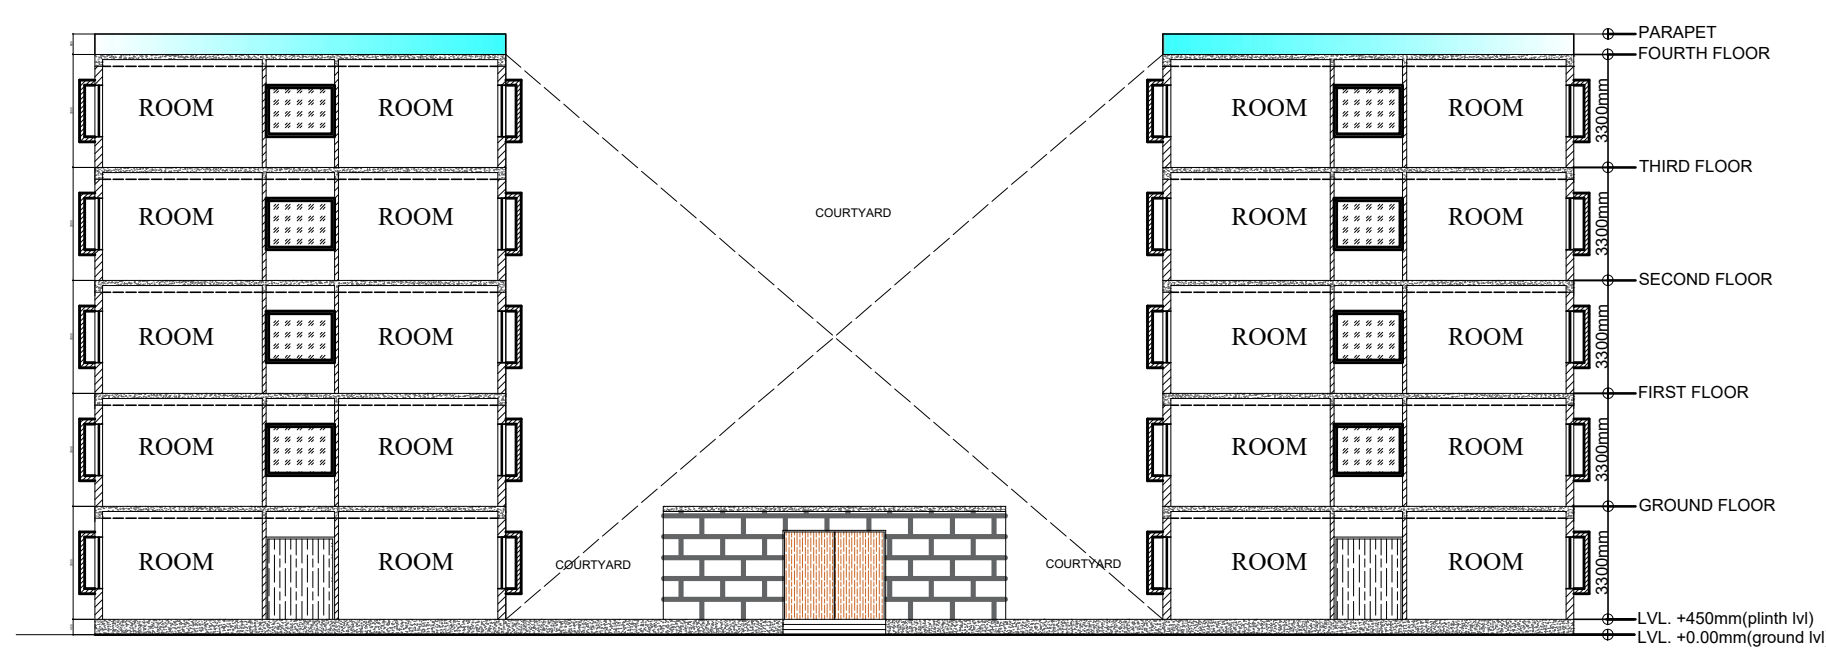 PARAPET
FOURTH FLOOR
ROOM ROOM ROOM ROOM 3300mm
THIRD FLOOR
COURTYARD
ROOM ROOM ROOM ROOM 3300mm
SECOND FLOOR
ROOM ROOM ROOM ROOM 3300mm
FIRST FLOOR
ROOM ROOM ROOM ROOM 3300mm
GROUND FLOOR
ROOM ROOM COURTYARD COURTYARD ROOM ROOM 3300mm
LVL. +450mm(plinth lvl)
LVL. +0.00mm(ground lvl